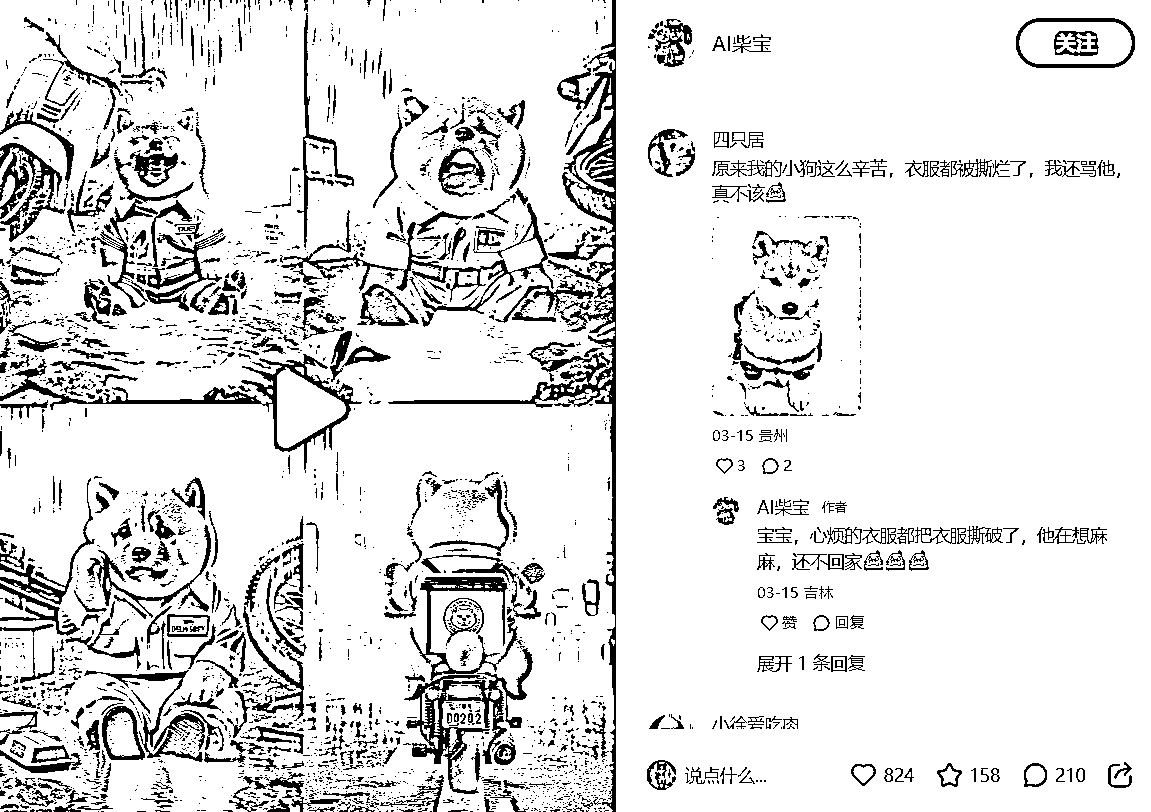 AI柴宝
关注
四只居
原来我的小狗这么辛苦，衣服都被撕烂了，我还骂他，
真不该
03-15 贵州
3 2
AI柴宝 作者
宝宝，心烦的衣服都把衣服撕破了，他在想麻
麻，还不回家
03-15 吉林
赞 回复
展开 1 条回复
小徐爱吃肉
说点什么... 824 158 210
D0202